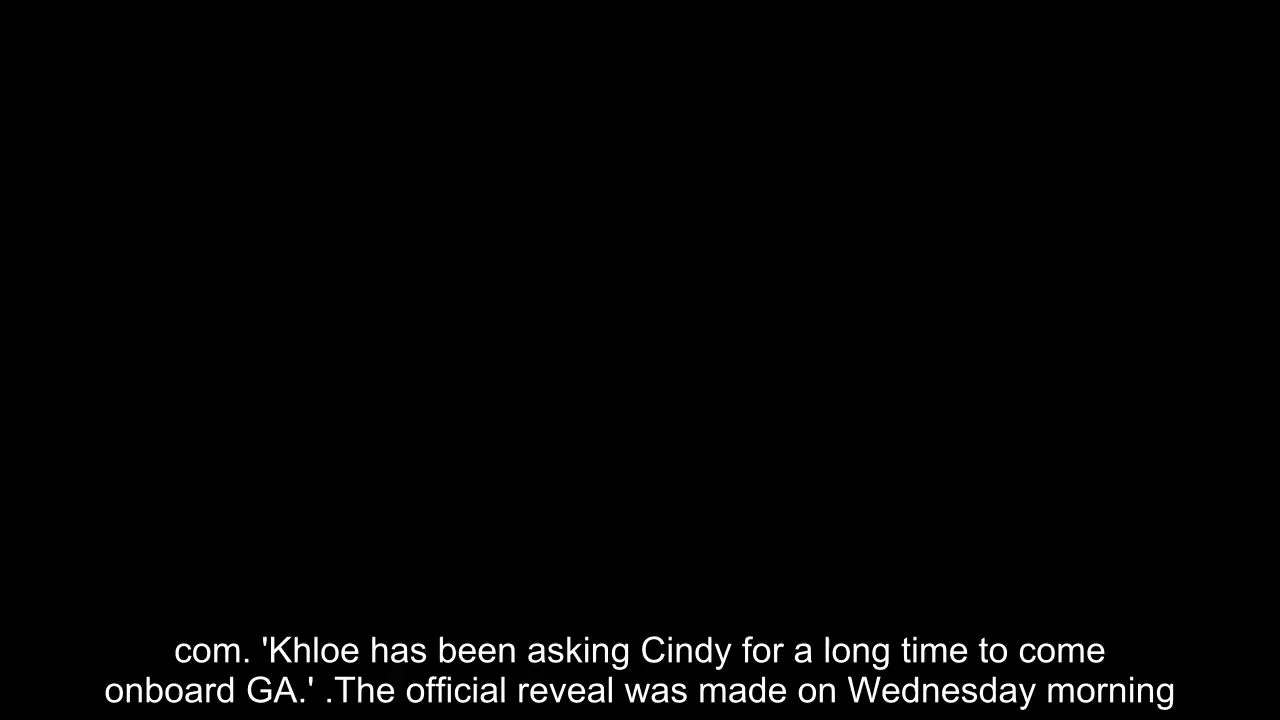 com. 'Khloe has been asking Cindy for a long time to come
onboard GA.' .The official reveal was made on Wednesday morning